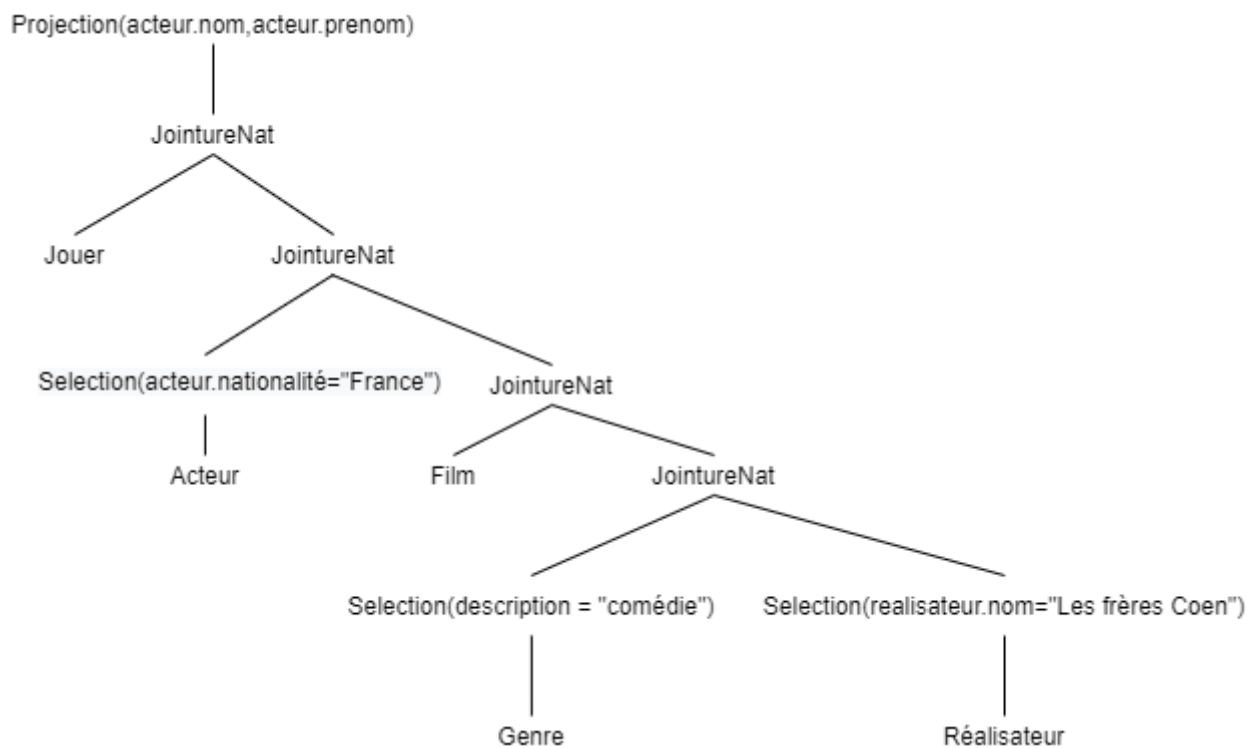 Projection(acteur.nom,acteur.prenom)
JointureNat
Jouer
JointureNat
Selection(acteur.nationalité="France")
JointureNat
Acteur
Film
JointureNat
Selection(description = "comédie")
Selection(realisateur.nom="Les frères Coen")
Genre
Réalisateur